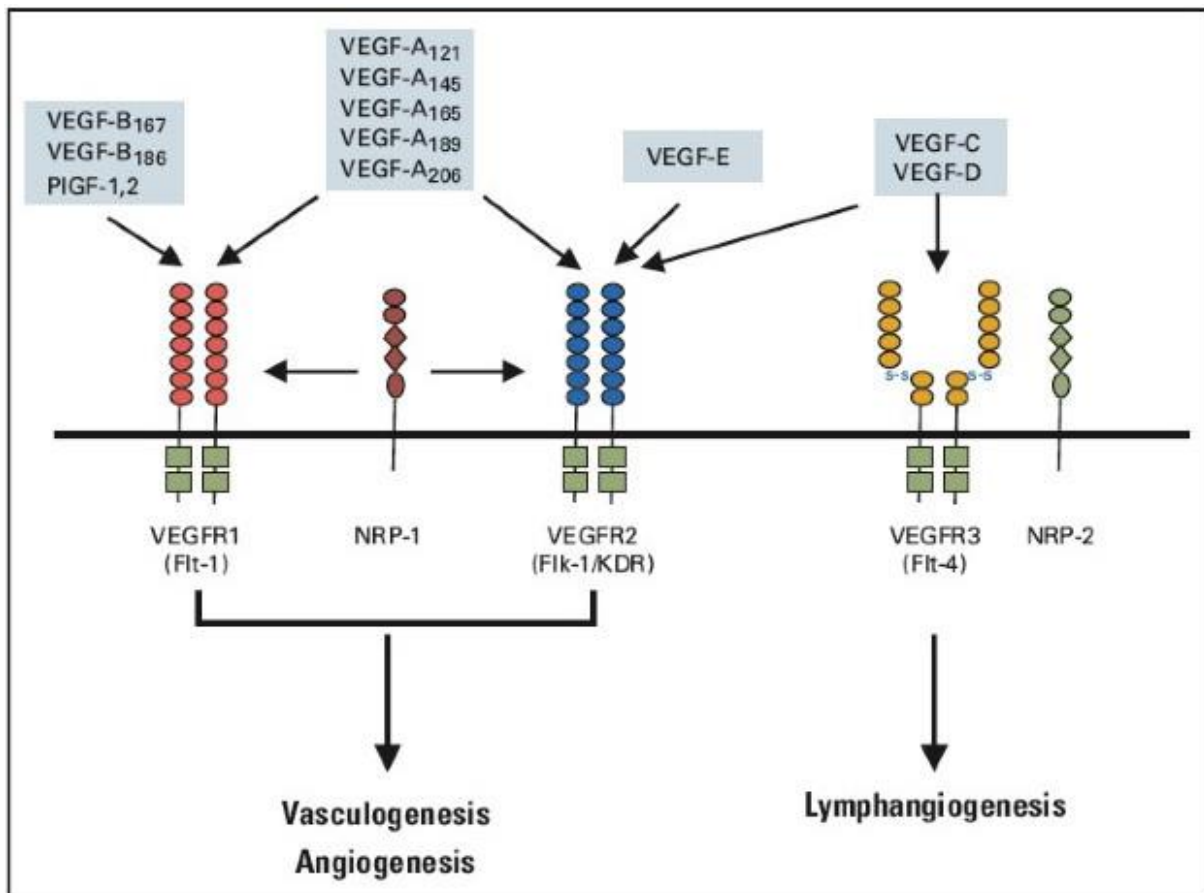 VEGF-A121
VEGF-A145
VEGF-A165
VEGF-A189
VEGF-A206
VEGF-B167
VEGF-B186
PlGF-1,2
VEGF-E
VEGF-C
VEGF-D
s-s
s-s
VEGFR1
(Flt-1)
NRP-1
VEGFR2
(Flk-1/KDR)
VEGFR3
(Flt-4)
NRP-2
Vasculogenesis
Angiogenesis
Lymphangiogenesis